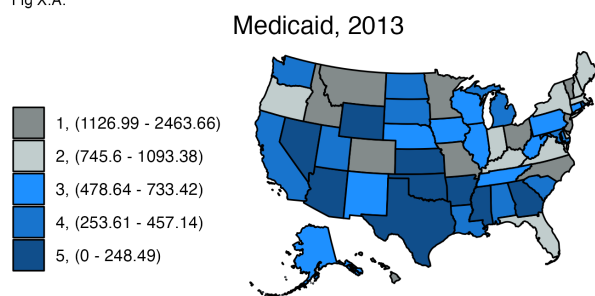 Fig X.A.
Medicaid, 2013
1, (1126.99 - 2463.66)
2, (745.6 - 1093.38)
3, (478.64 - 733.42)
4, (253.61 - 457.14)
5, (0 - 248.49)